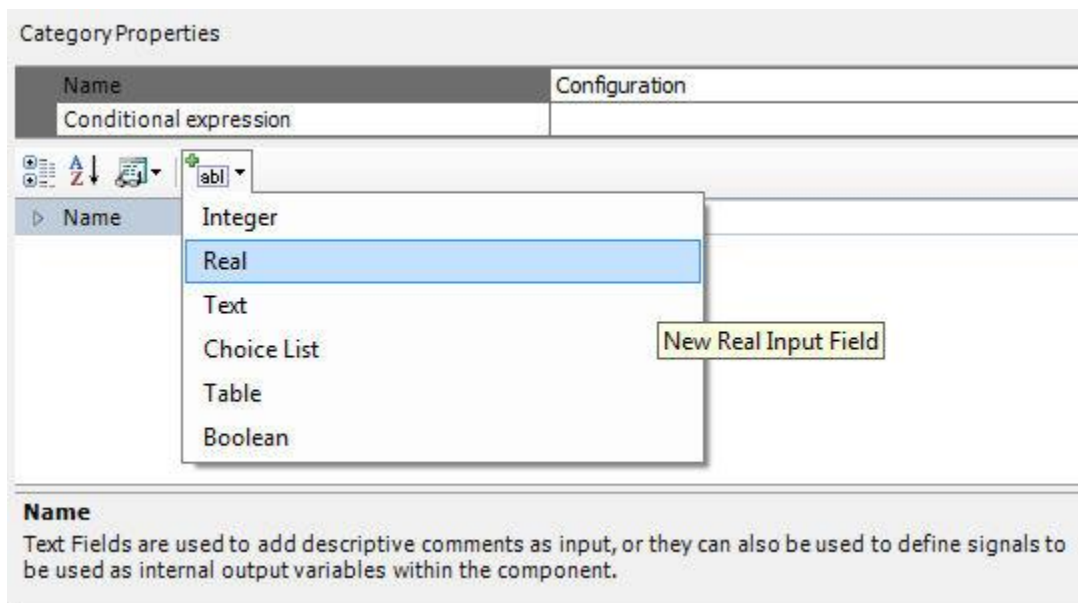 Category Properties
Name Configuration
Conditional expression
A
Z
abl
Name
Integer
Real
Text
New Real Input Field
Choice List
Table
Boolean
Name
Text Fields are used to add descriptive comments as input, or they can also be used to define signals to
be used as internal output variables within the component.